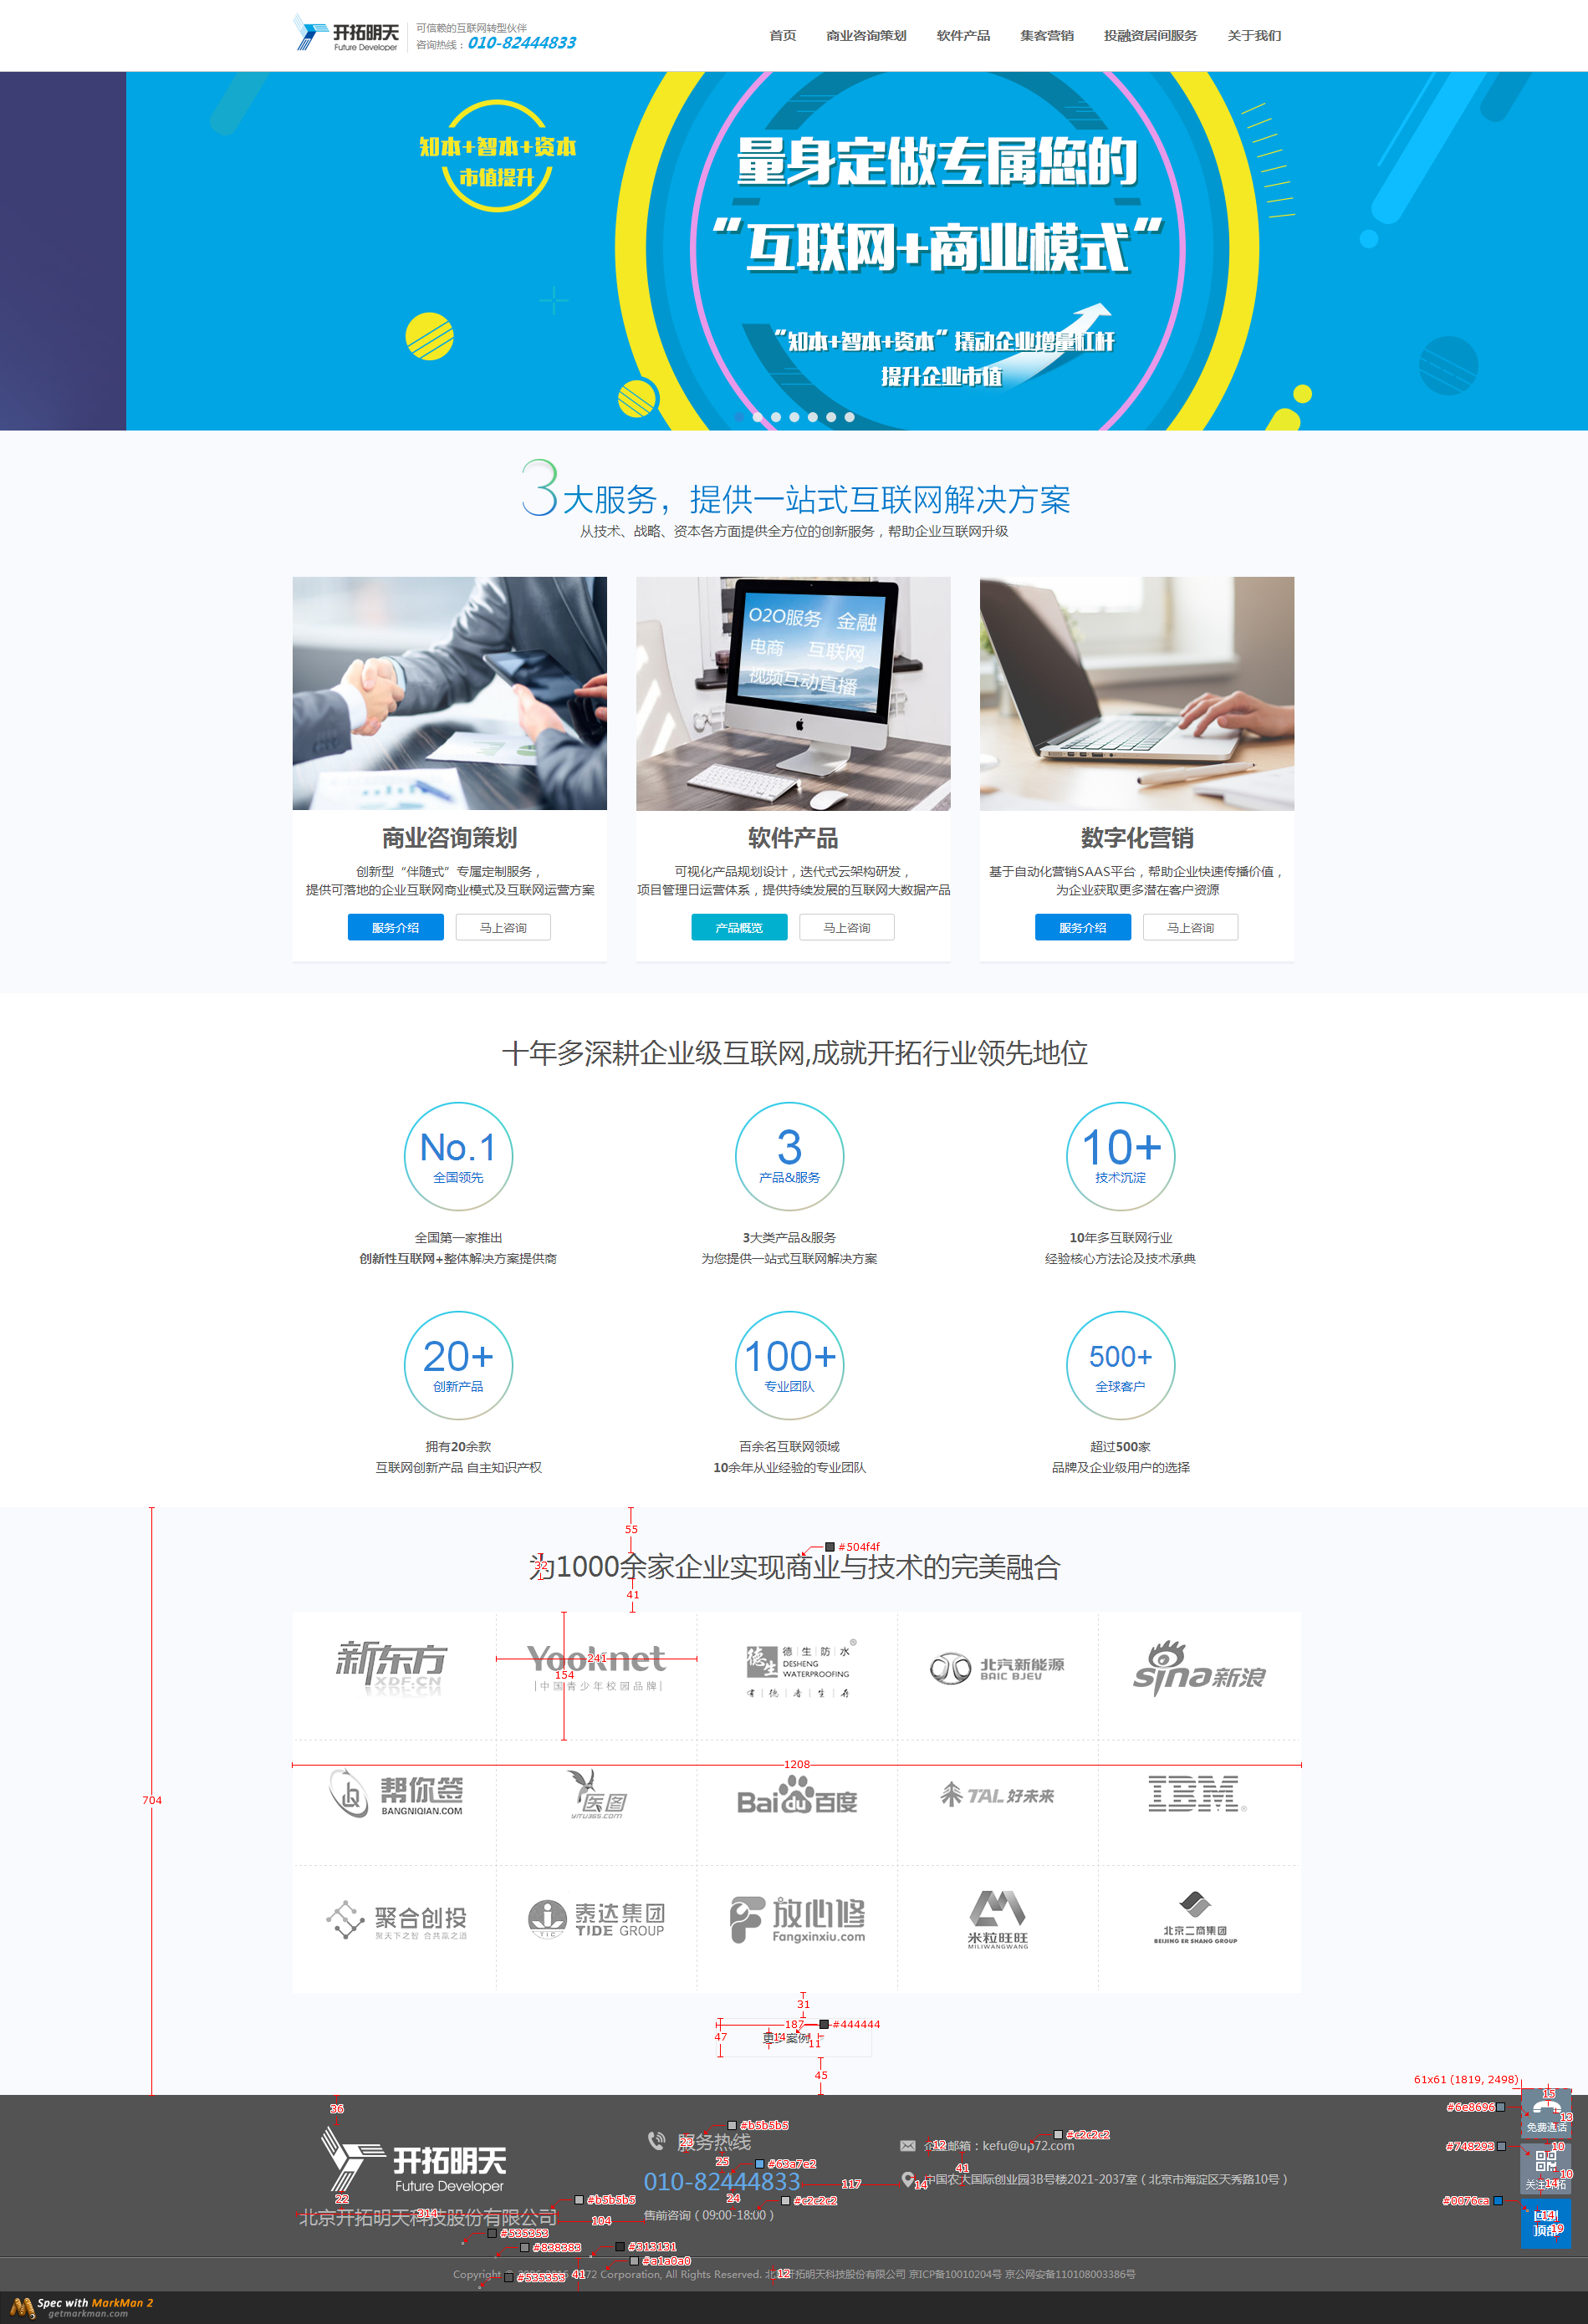 开拓明天
Future Developer
可信赖的互联网转型伙伴
咨询热线：010-82444833
首页 商业咨询策划 软件产品 集客营销 投融资居间服务 关于我们
知本+智本+资本
市值提升
量身定做专属您的
“互联网+商业模式”
“知本+智本+资本”撬动企业增量杠杆
提升企业市值
3大服务，提供一站式互联网解决方案
从技术、战略、资本各方面提供全方位的创新服务，帮助企业互联网升级
O2O服务 金融
电商 互联网
视频互动直播
商业咨询策划
创新型“伴随式”专属定制服务，
提供可落地的企业互联网商业模式及互联网运营方案
服务介绍 马上咨询
软件产品
可视化产品规划设计，迭代式云架构研发，
项目管理日运营体系，提供持续发展的互联网大数据产品
产品概览 马上咨询
数字化营销
基于自动化营销SAAS平台，帮助企业快速传播价值，
为企业获取更多潜在客户资源
服务介绍 马上咨询
十年多深耕企业级互联网,成就开拓行业领先地位
No.1
全国领先
全国第一家推出
创新性互联网+整体解决方案提供商
3
产品&服务
3大类产品&服务
为您提供一站式互联网解决方案
10+
技术沉淀
10年多互联网行业
经验核心方法论及技术承典
20+
创新产品
拥有20余款
互联网创新产品 自主知识产权
100+
专业团队
百余名互联网领域
10余年从业经验的专业团队
500+
全球客户
超过500家
品牌及企业级用户的选择
55
#504f4f
为1000余家企业实现商业与技术的完美融合
32
41
新东方
XDF.CN
Yooknet
中国青少年校园品牌
241
154
德生
德生防水
DESHENG
WATERPROOFING
北汽新能源
BAIC BJEV
sina新浪
1208
704
帮你签
BANGNIQIAN.COM
医图
YITU365.COM
Bai du 百度
TAL 好未来
IBM
聚合创投
聚天下之智 合共赢之道
TIC
泰达集团
TIDE GROUP
放心修
Fangxinxiu.com
米粒旺旺
MILIWANGWANG
北京二商集团
BEIJING ER SHANG GROUP
31
187
#444444
47
14
案例
11
45
61x61 (1819, 2498)
36
开拓明天
Future Developer
22
314
北京开拓明天科技股份有限公司
#b5b5b5
104
#b5b5b5
服务热线
25
#63a7e2
010-82444833
117
24
#c2c2c2
售前咨询（09:00-18:00）
#c2c2c2
12
邮箱：kefu@up72.com
41
14
中国农大国际创业园3B号楼2021-2037室（北京市海淀区天秀路10号）
15
#6e8696
13
免费通话
#748293
10
10
14
#0076ca
14
19
顶部
#535353
#838383
#313131
#a1a0a0
#535353
41
12
Copyright
72 Corporation, All Rights Reserved.
开拓明天科技股份有限公司 京ICP备10010204号 京公网安备110108003386号
Spec with MarkMan 2
getmarkman.com